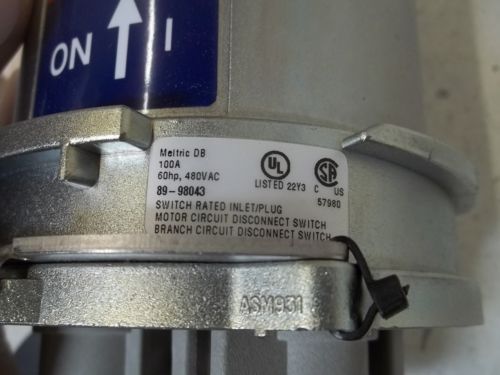 ON I
Meltric DB
100A
60hp, 480VAC
89-98043
UL
LISTED 22Y3
SA
C US
57980
SWITCH RATED INLET/PLUG
MOTOR CIRCUIT DISCONNECT SWITCH
BRANCH CIRCUIT DISCONNECT SWITCH
ASM931